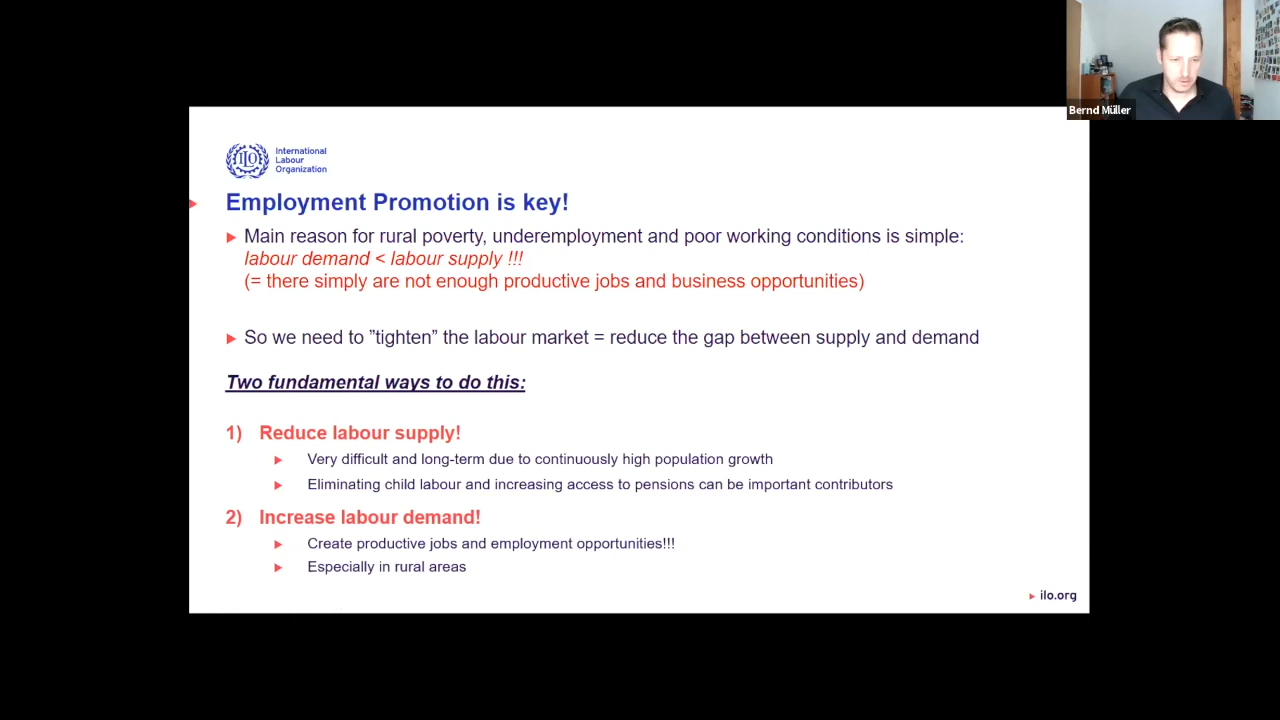 Bernd Müller
International
Labour
Organization
Employment Promotion is key!
Main reason for rural poverty, underemployment and poor working conditions is simple:
labour demand < labour supply !!!
(= there simply are not enough productive jobs and business opportunities)
So we need to ”tighten” the labour market = reduce the gap between supply and demand
Two fundamental ways to do this:
1) Reduce labour supply!
Very difficult and long-term due to continuously high population growth
Eliminating child labour and increasing access to pensions can be important contributors
2) Increase labour demand!
Create productive jobs and employment opportunities!!!
Especially in rural areas
ilo.org